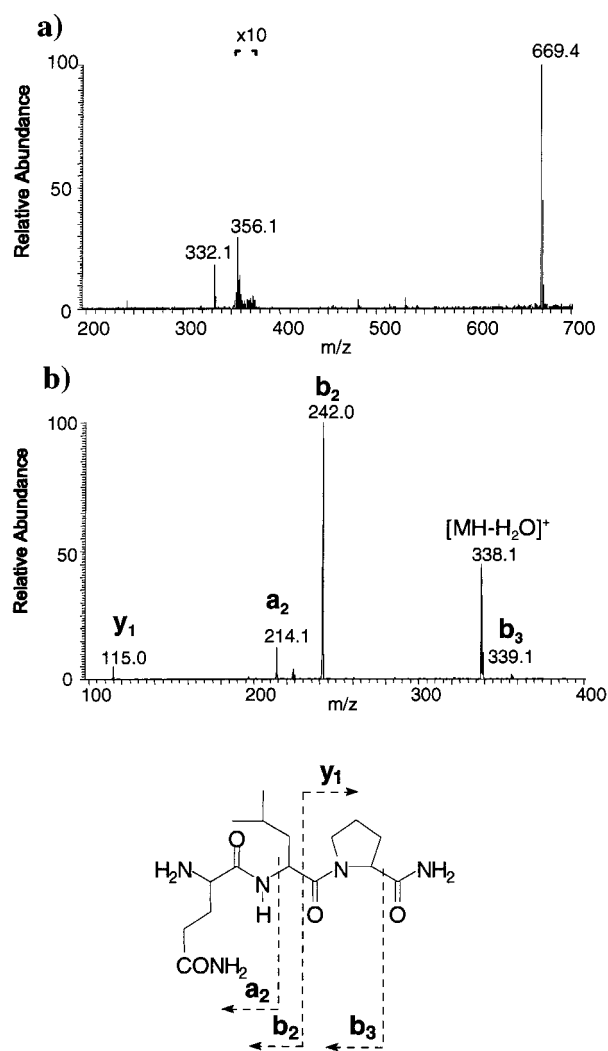 a)
x10
669.4
100
356.1
332.1
50
0
Relative Abundance
200 300 400 500 600 700
m/z
b)
b2
242.0
100
[MH-H2O]+
338.1
50
a2
214.1
b3
339.1
y1
115.0
0
Relative Abundance
100 200 300 400
m/z
y1
O
H2N
N
H
O
N
O
NH2
CONH2
a2
b2
b3